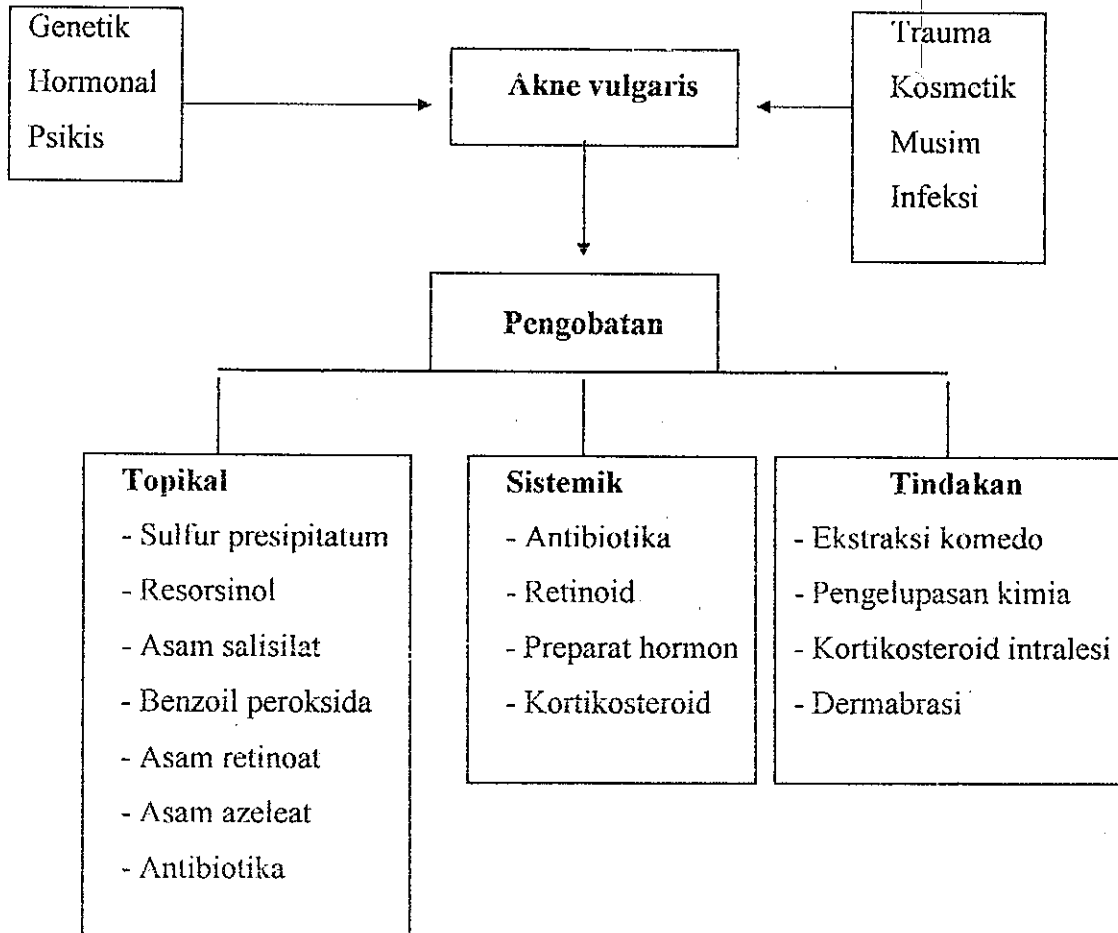 Genetik
Hormonal
Psikis
Akne vulgaris
Trauma
Kosmetik
Musim
Infeksi
Pengobatan
Topikal
- Sulfur presipitatum
- Resorsinol
- Asam salisilat
- Benzoil peroksida
- Asam retinoat
- Asam azeleat
- Antibiotika
Sistemik
- Antibiotika
- Retinoid
- Preparat hormon
- Kortikosteroid
Tindakan
- Ekstraksi komedo
- Pengelupasan kimia
- Kortikosteroid intralesi
- Dermabrasi